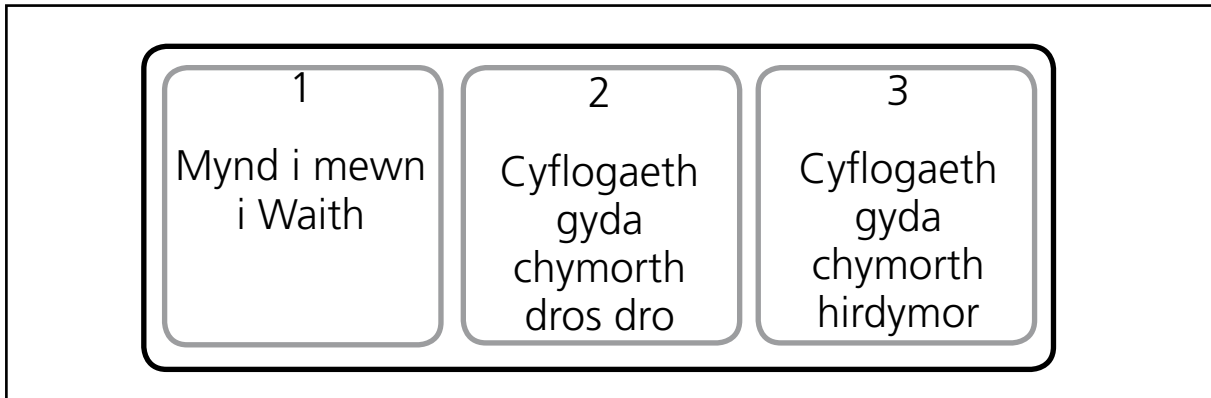 1
Mynd i mewn
i Waith
2
Cyflogaeth
gyda
chymorth
dros dro
3
Cyflogaeth
gyda
chymorth
hirdymor